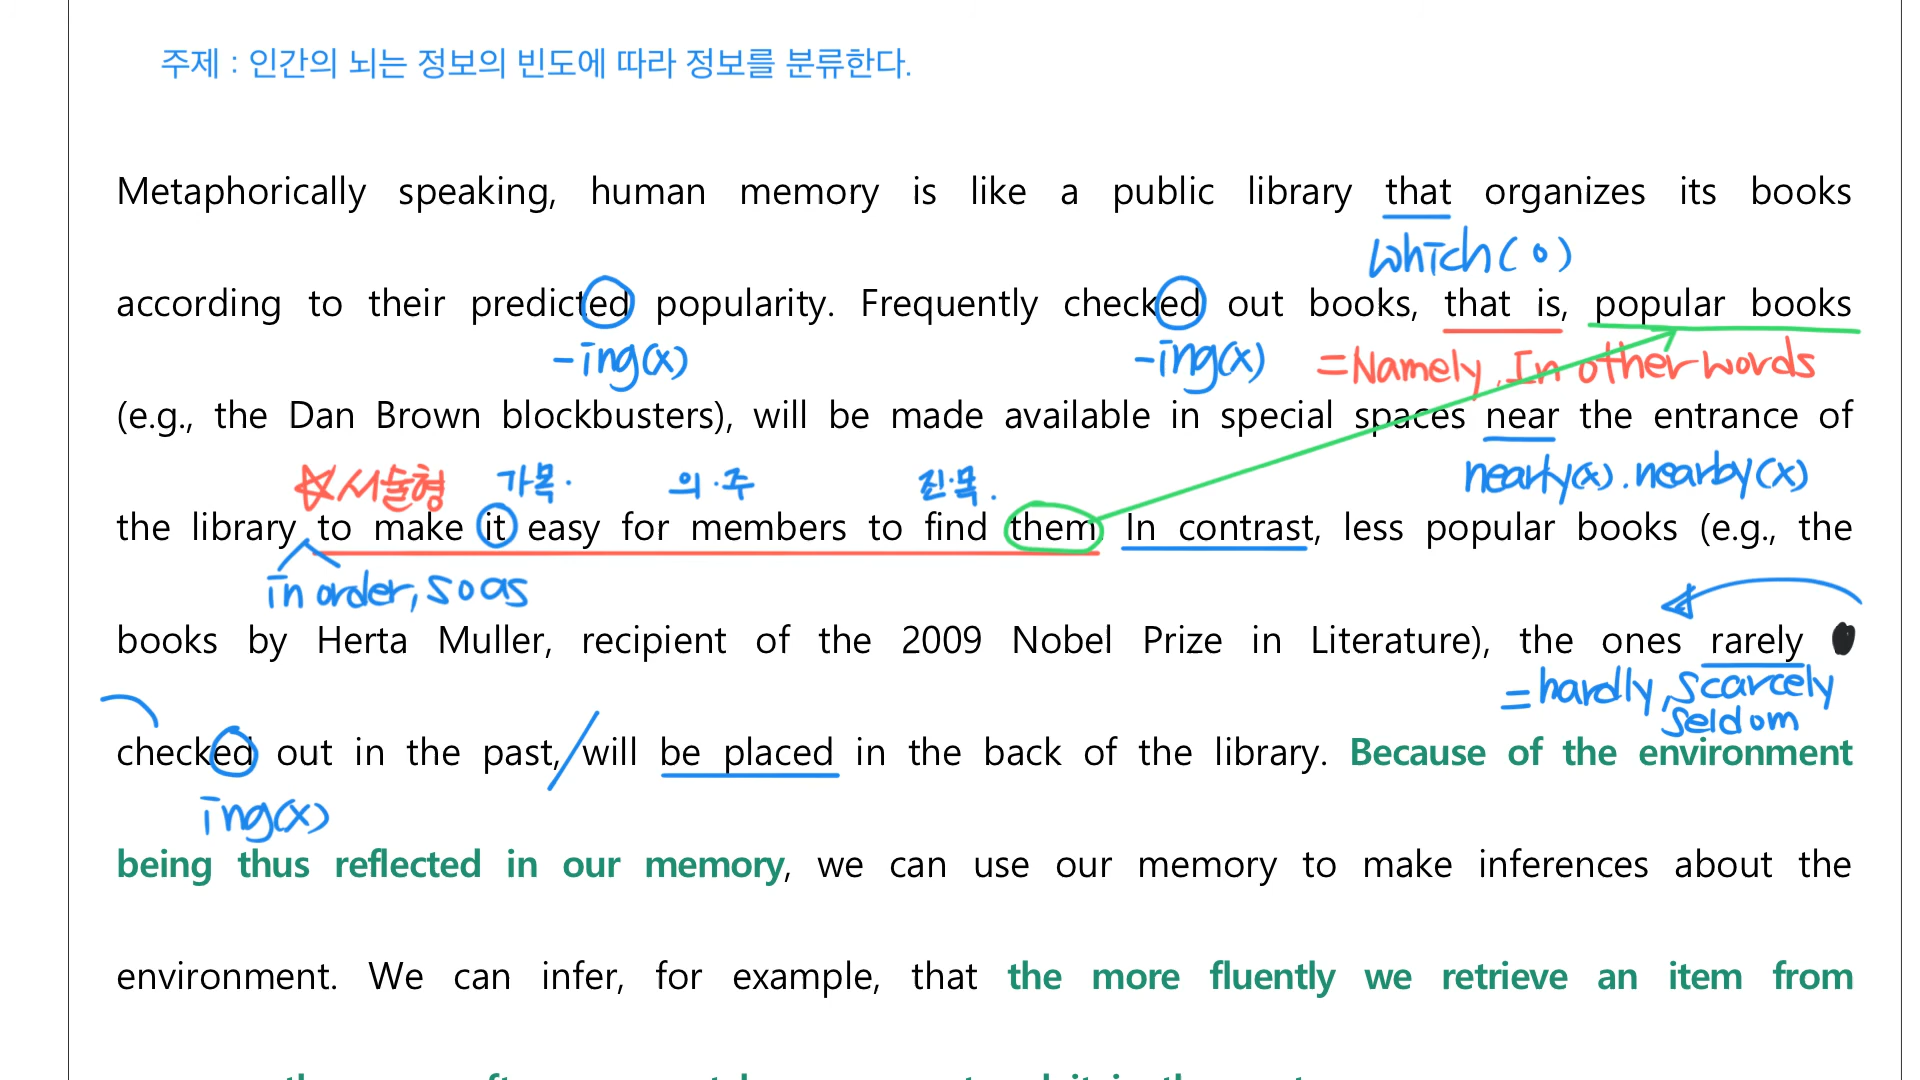 주제 : 인간의 뇌는 정보의 빈도에 따라 정보를 분류한다.
Metaphorically speaking, human memory is like a public library that organizes its books
which(o)
according to their predicted popularity. Frequently checked out books, that is, popular books
-ing(x) -ing(x) =Namely, In other words
(e.g., the Dan Brown blockbusters), will be made available in special spaces near the entrance of
☆서술형 가목. 의.주 진.목. nearly(x). nearby(x)
the library to make it easy for members to find them. In contrast, less popular books (e.g., the
in order, so as
books by Herta Muller, recipient of the 2009 Nobel Prize in Literature), the ones rarely
=hardly, scarcely
seldom
checked out in the past, will be placed in the back of the library. Because of the environment
ing(x)
being thus reflected in our memory, we can use our memory to make inferences about the
environment. We can infer, for example, that the more fluently we retrieve an item from